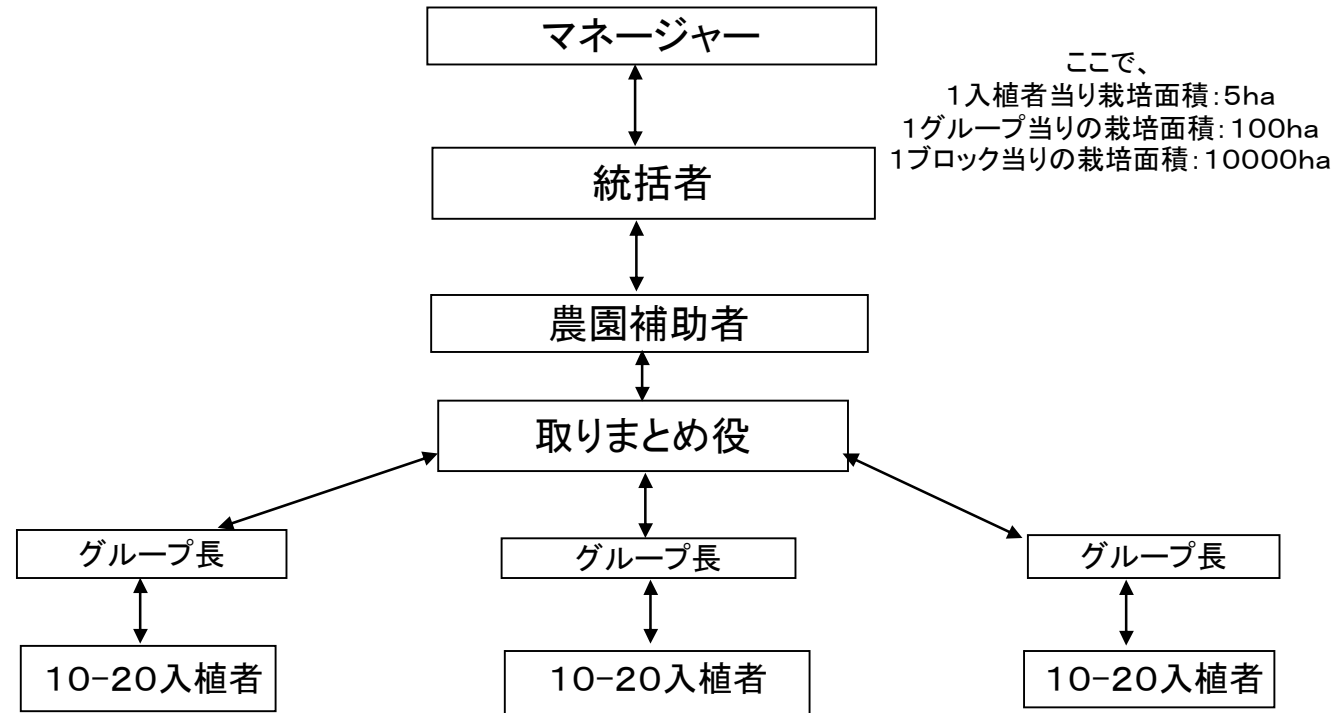 マネージャー
ここで、
１入植者当り栽培面積：５ha
１グループ当りの栽培面積：１００ha
１ブロック当りの栽培面積：１００００ha
統括者
農園補助者
取りまとめ役
グループ長
グループ長
グループ長
１０－２０入植者
１０－２０入植者
１０－２０入植者